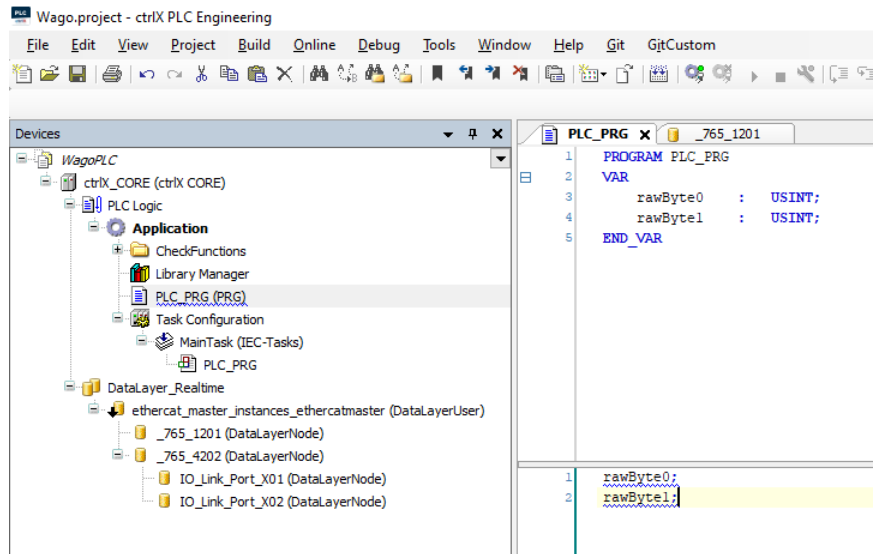 PLC Wago.project - ctrlX PLC Engineering
File Edit View Project Build Online Debug Tools Window Help Git GitCustom
Devices
WagoPLC
ctrlX_CORE (ctrlX CORE)
PLC Logic
Application
CheckFunctions
Library Manager
PLC_PRG (PRG)
Task Configuration
MainTask (IEC-Tasks)
PLC_PRG
DataLayer_Realtime
ethercat_master_instances_ethercatmaster (DataLayerUser)
_765_1201 (DataLayerNode)
_765_4202 (DataLayerNode)
IO_Link_Port_X01 (DataLayerNode)
IO_Link_Port_X02 (DataLayerNode)
PLC_PRG _765_1201
1 PROGRAM PLC_PRG
2 VAR
3 rawByte0 : USINT;
4 rawByte1 : USINT;
5 END_VAR
1 rawByte0;
2 rawByte1;